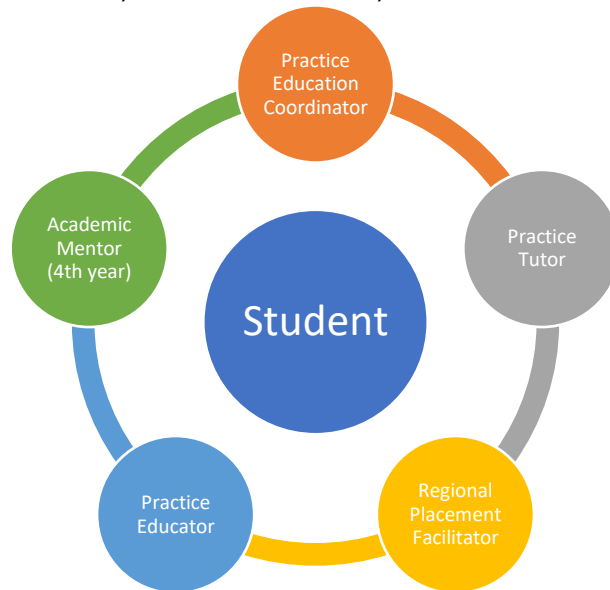 Practice
Education
Coordinator
Academic
Mentor
(4th year)
Practice
Tutor
Student
Practice
Educator
Regional
Placement
Facilitator